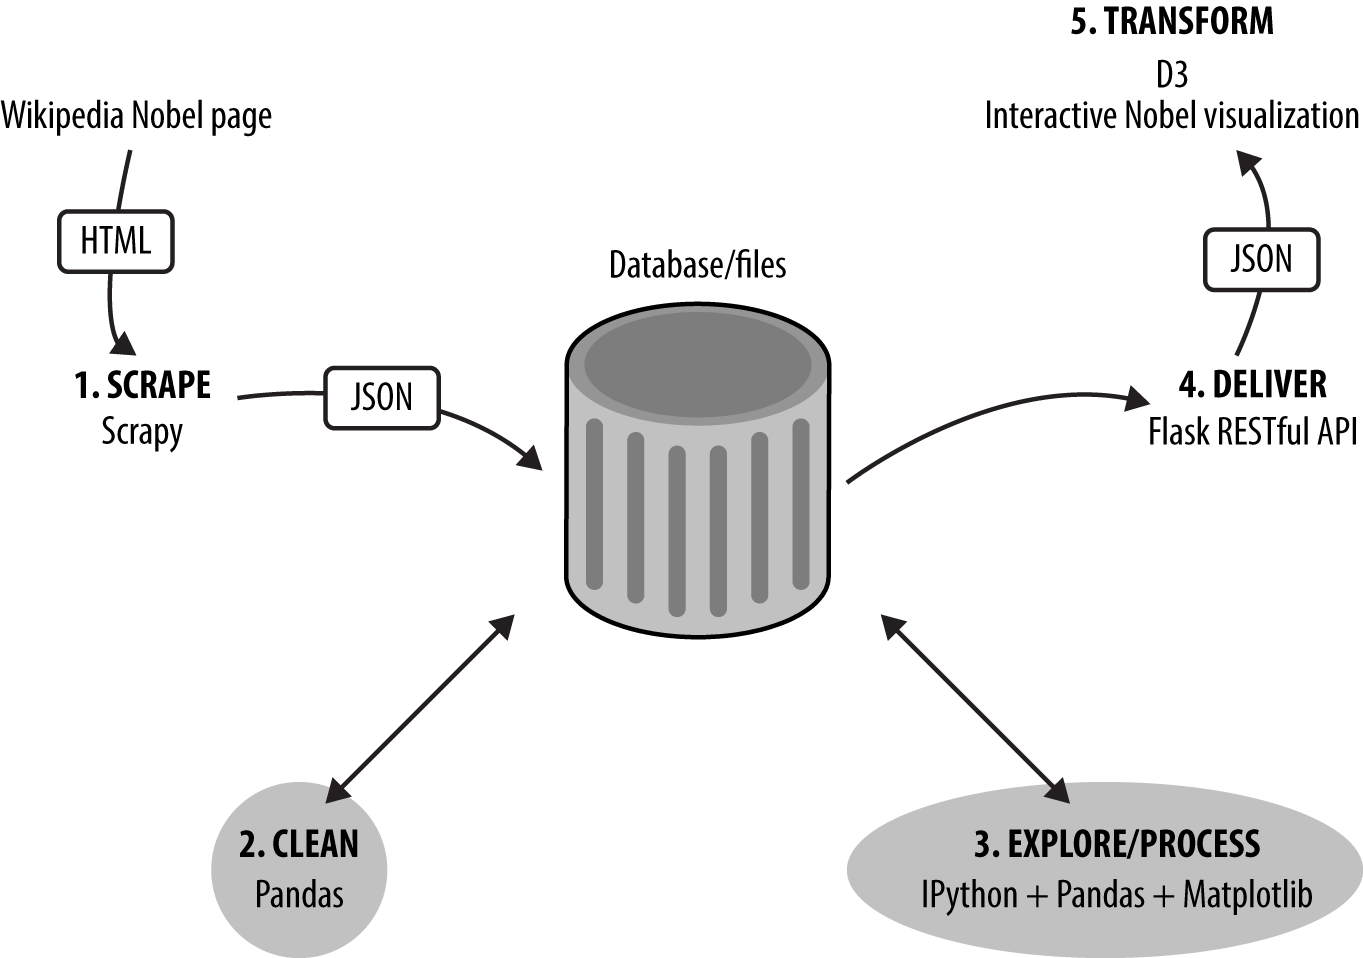 5. TRANSFORM
D3
Interactive Nobel visualization
Wikipedia Nobel page
HTML
JSON
Database/files
1. SCRAPE
Scrapy
JSON
4. DELIVER
Flask RESTful API
2. CLEAN
Pandas
3. EXPLORE/PROCESS
IPython + Pandas + Matplotlib